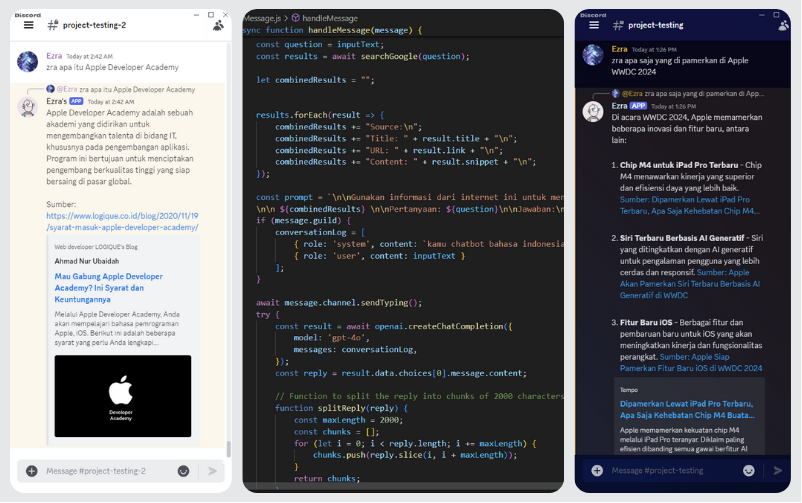 Discord
# project-testing-2
Ezra Today at 2:42 AM
zra apa itu Apple Developer Academy
@Ezra zra apa itu Apple Developer Academy
Ezra's APP Today at 2:42 AM
Apple Developer Academy adalah sebuah
akademi yang didirikan untuk
mengembangkan talenta di bidang IT,
khususnya pada pengembangan aplikasi.
Program ini bertujuan untuk menciptakan
pengembang berkualitas tinggi yang siap
bersaing di pasar global.
Sumber:
https://www.logique.co.id/blog/2020/11/19
/syarat-masuk-apple-developer-academy/
Web developer LOGIQUE's Blog
Ahmad Nur Ubaidah
Mau Gabung Apple Developer
Academy? Ini Syarat dan
Keuntungannya
Melalui Apple Developer Academy, Anda
akan mempelajari bahasa pemrograman
Apple, iOS. Berikut ini adalah beberapa
syarat yang perlu Anda lengkapi...
Developer
Academy
Message #project-testing-2
Message.js > handleMessage
sync function handleMessage(message) {
const question = inputText;
const results = await searchGoogle(question);
let combinedResults = "";
results.forEach(result => {
combinedResults += "Source:\n";
combinedResults += "Title: " + result.title + "\n";
combinedResults += "URL: " + result.link + "\n";
combinedResults += "Content: " + result.snippet + "\n";
});
const prompt = `\n\nGunakan informasi dari internet ini untuk men
\n\n ${combinedResults} \n\nPertanyaan: ${question}\n\nJawaban:\n
if (message.guild) {
conversationLog = [
{ role: 'system', content: `kamu chatbot bahasa indonesia
{ role: 'user', content: inputText }
];
}
await message.channel.sendTyping();
try {
const result = await openai.createChatCompletion({
model: 'gpt-4o',
messages: conversationLog,
});
const reply = result.data.choices[0].message.content;
// Function to split the reply into chunks of 2000 characters
function splitReply(reply) {
const maxLength = 2000;
const chunks = [];
for (let i = 0; i < reply.length; i += maxLength) {
chunks.push(reply.slice(i, i + maxLength));
}
return chunks;
Discord
# project-testing
Ezra Today at 1:26 PM
zra apa saja yang di pamerkan di Apple
WWDC 2024
@Ezra zra apa saja yang di pamerkan di Ap...
Ezra APP Today at 1:26 PM
Di acara WWDC 2024, Apple memamerkan
beberapa inovasi dan fitur baru, antara
lain:
1. Chip M4 untuk iPad Pro Terbaru - Chip
M4 menawarkan kinerja yang superior
dan efisiensi daya yang lebih baik.
Sumber: Dipamerkan Lewat iPad Pro
Terbaru, Apa Saja Kehebatan Chip M4...
2. Siri Terbaru Berbasis AI Generatif - Siri
yang ditingkatkan dengan AI generatif
untuk pengalaman pengguna yang lebih
cerdas dan responsif. Sumber: Apple
Akan Pamerkan Siri Terbaru Berbasis AI
Generatif di WWDC
3. Fitur Baru iOS - Berbagai fitur dan
pembaruan baru untuk iOS yang akan
meningkatkan kinerja dan fungsionalitas
perangkat. Sumber: Apple Siap
Pamerkan Fitur Baru iOS di WWDC 2024
Tempo
Dipamerkan Lewat iPad Pro Terbaru,
Apa Saja Kehebatan Chip M4 Buata...
Apple memamerkan kekuatan chip M4
melalui iPad Pro teranyar. Diklaim paling
efisien dibanding semua gawai berfitur AI
Message #project-testing